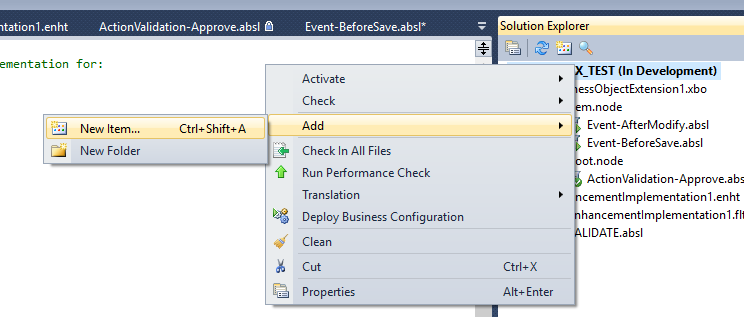 ntation1.enht ActionValidation-Approve.absl Event-BeforeSave.absl* Solution Explorer
ementation for:
X_TEST (In Development)
Activate
nessObjectExtension1.xbo
Check
em.node
New Item... Ctrl+Shift+A
Add
Event-AfterModify.absl
New Folder
Check In All Files
Event-BeforeSave.absl
oot.node
Run Performance Check
ActionValidation-Approve.abs
Translation
ancementImplementation1.enht
Deploy Business Configuration
nhancementImplementation1.flt
Clean
ALIDATE.absl
Cut Ctrl+X
Properties Alt+Enter